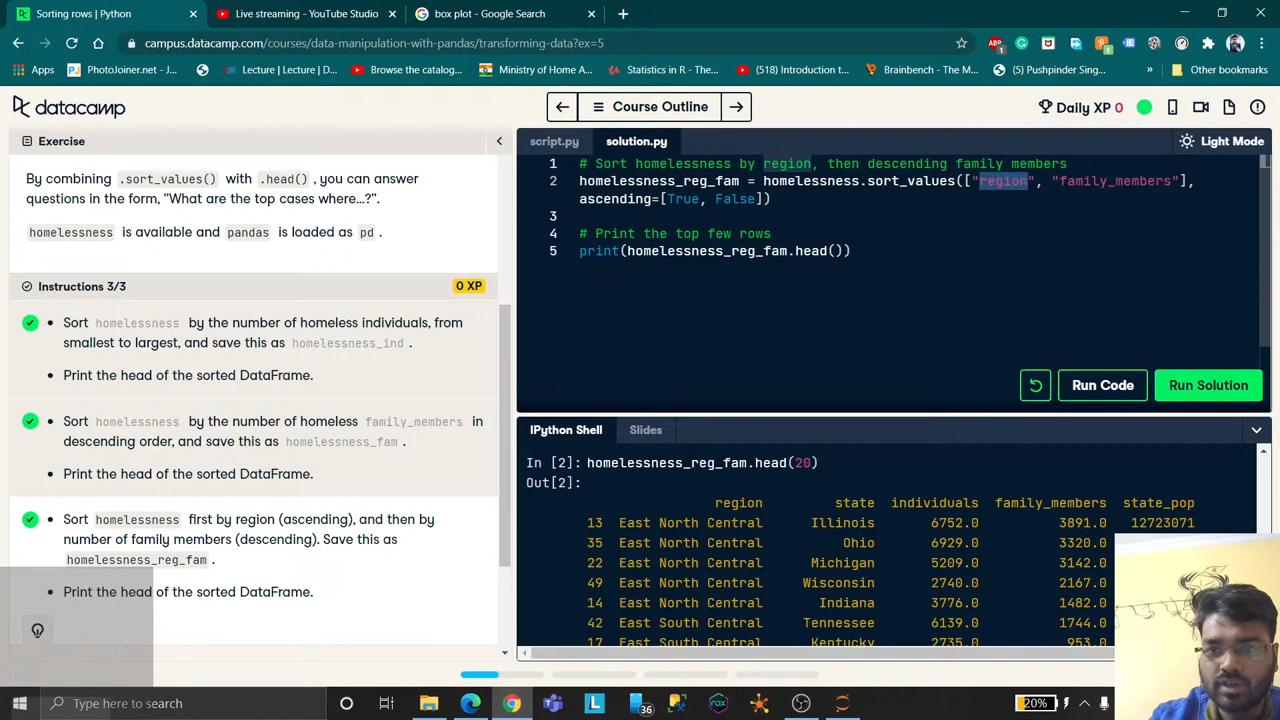 Sorting rows | Python
Live streaming - YouTube Studio
box plot - Google Search
campus.datacamp.com/courses/data-manipulation-with-pandas/transforming-data?ex=5
Apps
PhotoJoiner.net - J...
Lecture | Lecture | D...
Browse the catalog...
Ministry of Home A...
Statistics in R - The...
(518) Introduction t...
Brainbench - The M...
(5) Pushpinder Sing...
»
Other bookmarks
datacamp
Course Outline
Daily XP 0
Exercise
By combining .sort_values() with .head(), you can answer
questions in the form, "What are the top cases where...?".
homelessness is available and pandas is loaded as pd.
Instructions 3/3
0 XP
• Sort homelessness by the number of homeless individuals, from
smallest to largest, and save this as homelessness_ind.
• Print the head of the sorted DataFrame.
• Sort homelessness by the number of homeless family_members in
descending order, and save this as homelessness_fam.
• Print the head of the sorted DataFrame.
• Sort homelessness first by region (ascending), and then by
number of family members (descending). Save this as
homelessness_reg_fam.
• Print the head of the sorted DataFrame.
script.py
solution.py
Light Mode
1 # Sort homelessness by region, then descending family members
2 homelessness_reg_fam = homelessness.sort_values(["region", "family_members"],
ascending=[True, False])
3
4 # Print the top few rows
5 print(homelessness_reg_fam.head())
Run Code
Run Solution
IPython Shell
Slides
In [2]: homelessness_reg_fam.head(20)
Out[2]:
region state individuals family_members state_pop
13 East North Central Illinois 6752.0 3891.0 12723071
35 East North Central Ohio 6929.0 3320.0
22 East North Central Michigan 5209.0 3142.0
49 East North Central Wisconsin 2740.0 2167.0
14 East North Central Indiana 3776.0 1482.0
42 East South Central Tennessee 6139.0 1744.0
17 East South Central Kentucky 2735.0 953.0
Type here to search
36
20%